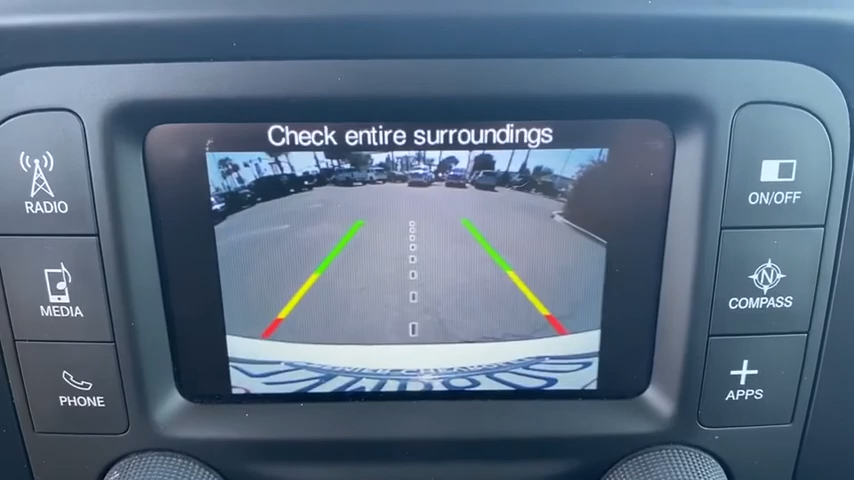 Check entire surroundings
RADIO
MEDIA
PHONE
ON/OFF
N
COMPASS
APPS